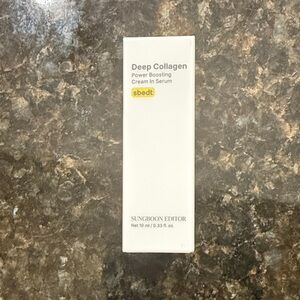 Deep Collagen
Power Boosting
Cream In Serum
sbedt
SUNGBOON EDITOR
Net 10 ml / 0.33 fl. oz.